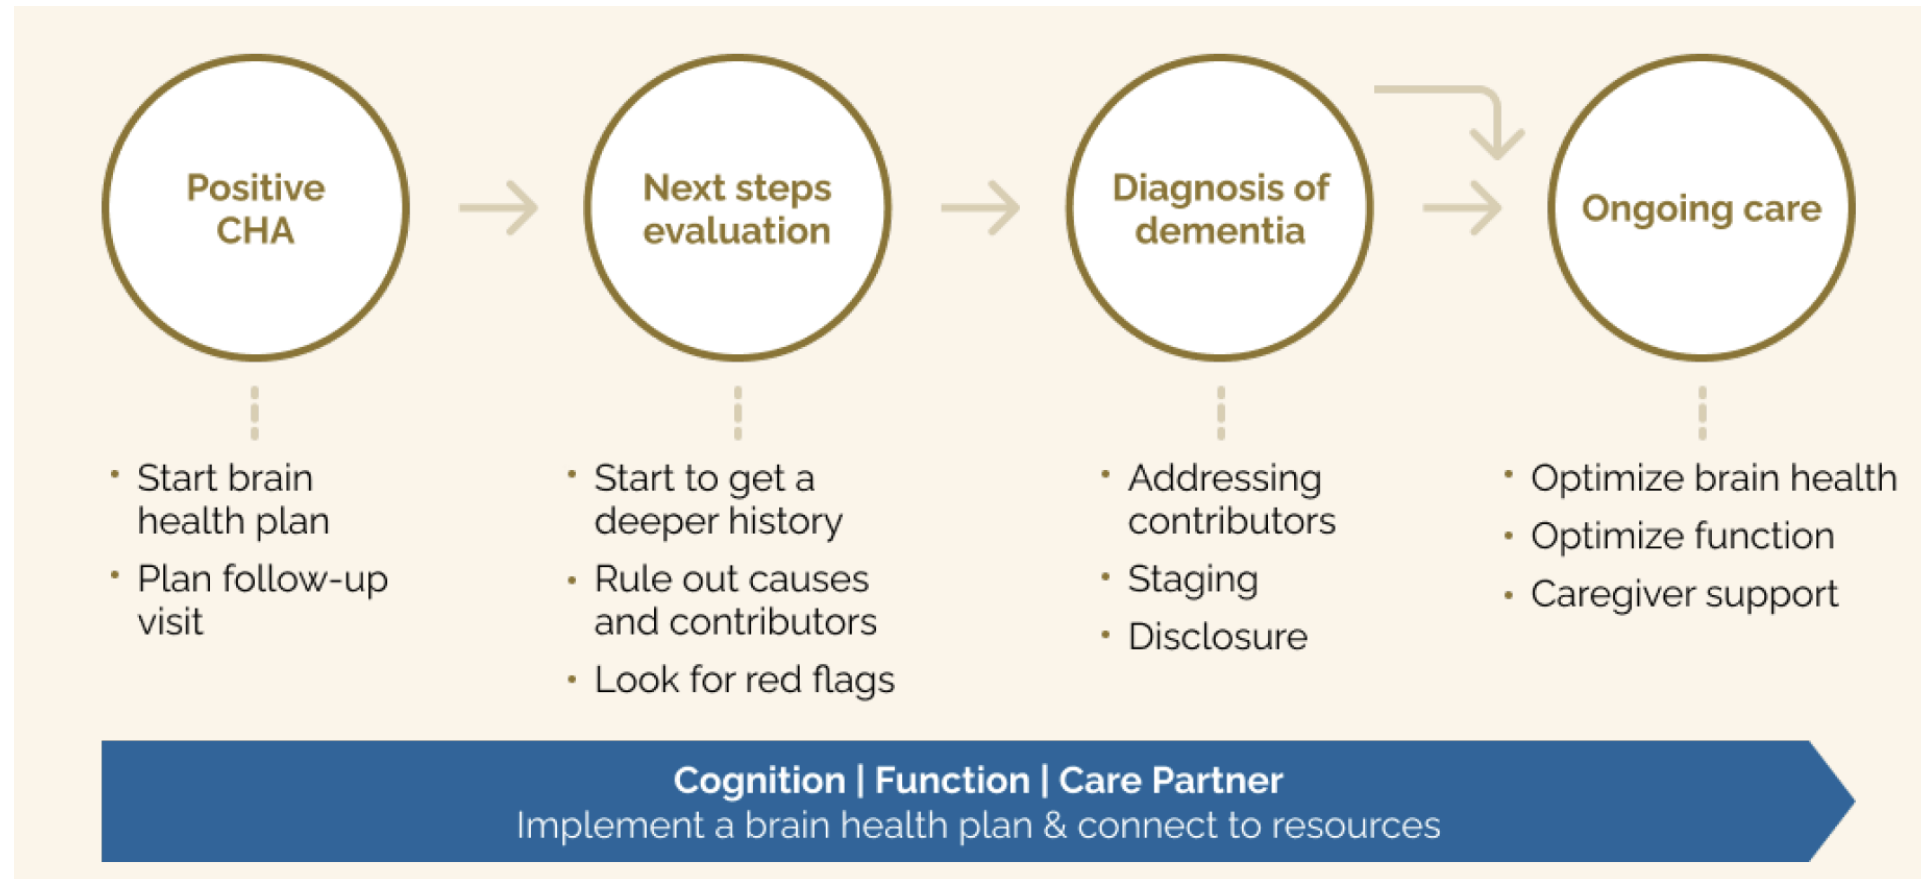 Positive
CHA
Next steps
evaluation
Diagnosis of
dementia
Ongoing care
• Start brain
health plan
• Plan follow-up
visit
• Start to get a
deeper history
• Rule out causes
and contributors
• Look for red flags
• Addressing
contributors
• Staging
• Disclosure
• Optimize brain health
• Optimize function
• Caregiver support
Cognition | Function | Care Partner
Implement a brain health plan & connect to resources